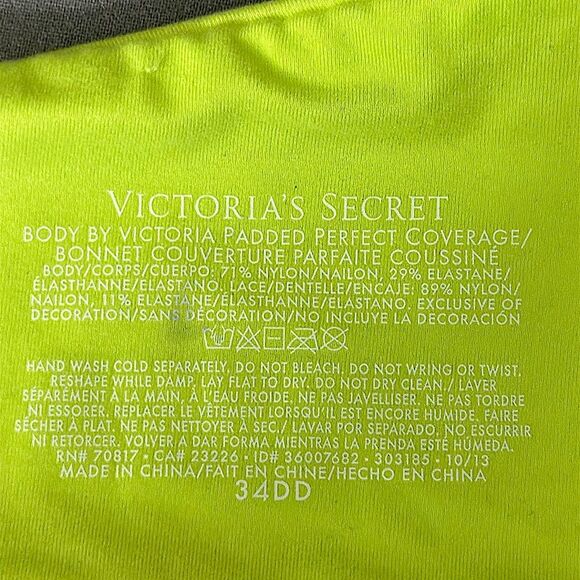 VICTORIA'S SECRET
BODY BY VICTORIA PADDED PERFECT COVERAGE/
BONNET COUVERTURE PARFAITE COUSSINÉ
BODY/CORPS/CUERPO: 71% NYLON/NAILON, 29% ELASTANE/
ÉLASTHANNE/ELASTANO. LACE/DENTELLE/ENCAJE: 89% NYLON/
NAILON, 11% ELASTANE/ÉLASTHANNE/ELASTANO. EXCLUSIVE OF
DECORATION/SANS DÉCORATION/NO INCLUYE LA DECORACIÓN
HAND WASH COLD SEPARATELY. DO NOT BLEACH. DO NOT WRING OR TWIST.
RESHAPE WHILE DAMP. LAY FLAT TO DRY. DO NOT DRY CLEAN./ LAVER
SÉPARÉMENT À LA MAIN, À L'EAU FROIDE. NE PAS JAVELLISER. NE PAS TORDRE
NI ESSORER. REPLACER LE VÊTEMENT LORSQU'IL EST ENCORE HUMIDE. FAIRE
SÉCHER À PLAT. NE PAS NETTOYER À SEC./ LAVAR POR SEPARADO. NO ESCURRIR
NI RETORCER. VOLVER A DAR FORMA MIENTRAS LA PRENDA ESTÉ HÚMEDA.
RN# 70817 • CA# 23226 • ID# 36007682 • 303185 • 10/13
MADE IN CHINA/FAIT EN CHINE/HECHO EN CHINA
34DD